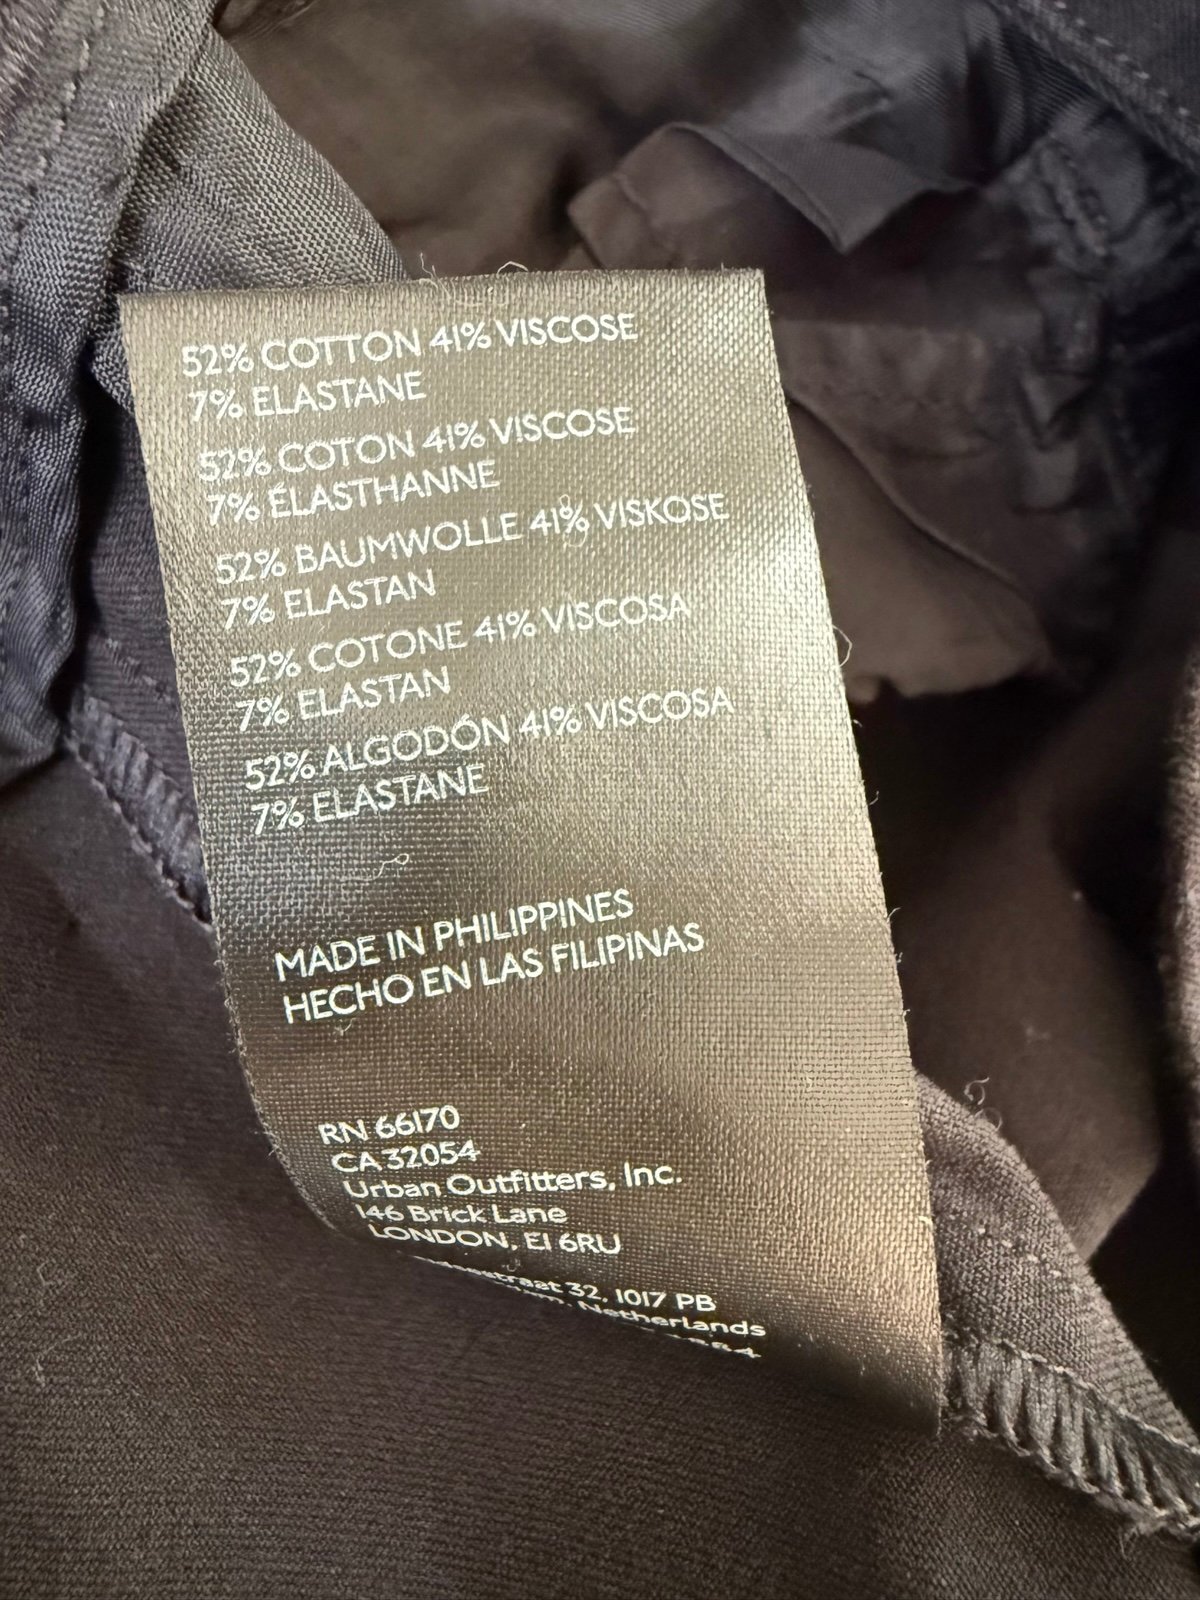 52% COTTON 41% VISCOSE
7% ELASTANE
52% COTON 41% VISCOSE
7% ÉLASTHANNE
52% BAUMWOLLE 41% VISKOSE
7% ELASTAN
52% COTONE 41% VISCOSA
7% ELASTAN
52% ALGODÓN 41% VISCOSA
7% ELASTANE
MADE IN PHILIPPINES
HECHO EN LAS FILIPINAS
RN 66170
CA 32054
Urban Outfitters, Inc.
146 Brick Lane
LONDON, E1 6RU
32, 1017 PB
Netherlands